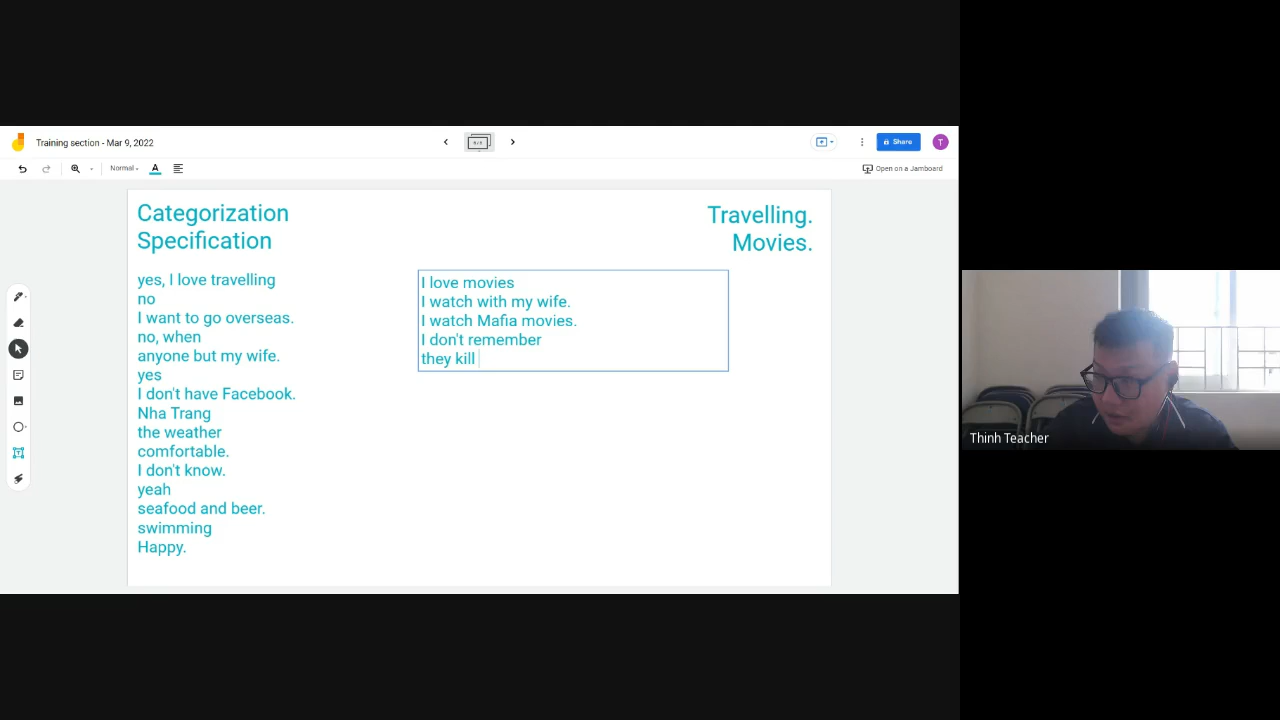 Training section - Mar 9, 2022
Share
T
Normal
A
Open on a Jamboard
Categorization
Specification
Travelling.
Movies.
yes, I love travelling
no
I want to go overseas.
no, when
anyone but my wife.
yes
I don't have Facebook.
Nha Trang
the weather
comfortable.
I don't know.
yeah
seafood and beer.
swimming
Happy.
I love movies
I watch with my wife.
I watch Mafia movies.
I don't remember
they kill
Thinh Teacher